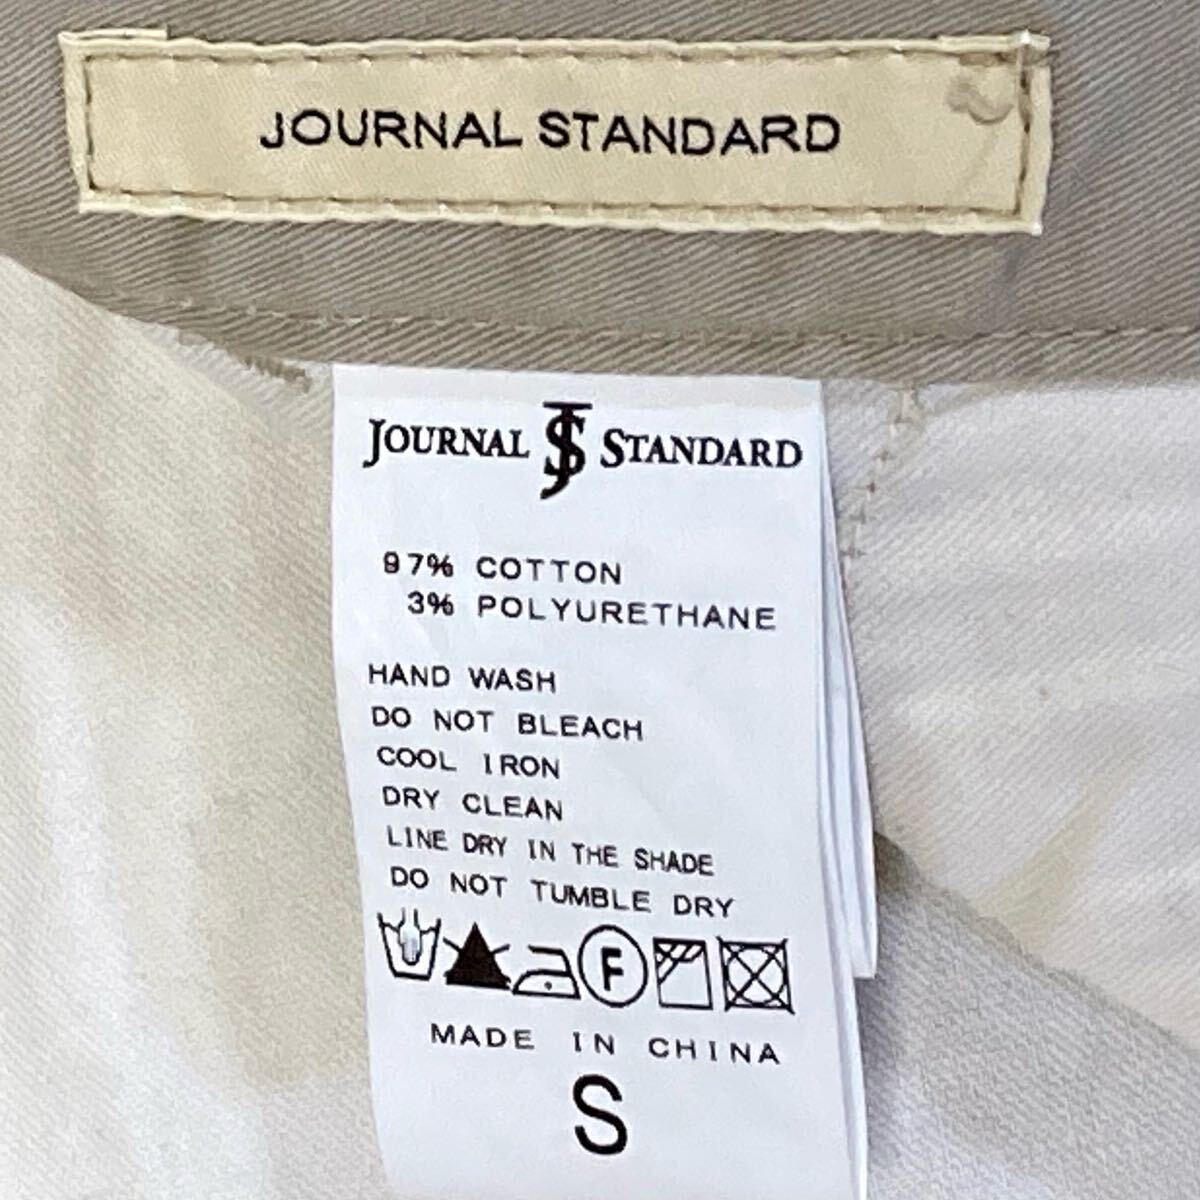 JOURNAL STANDARD
JOURNAL JS STANDARD
97% COTTON
3% POLYURETHANE
HAND WASH
DO NOT BLEACH
COOL IRON
DRY CLEAN
LINE DRY IN THE SHADE
DO NOT TUMBLE DRY
F
MADE IN CHINA
S